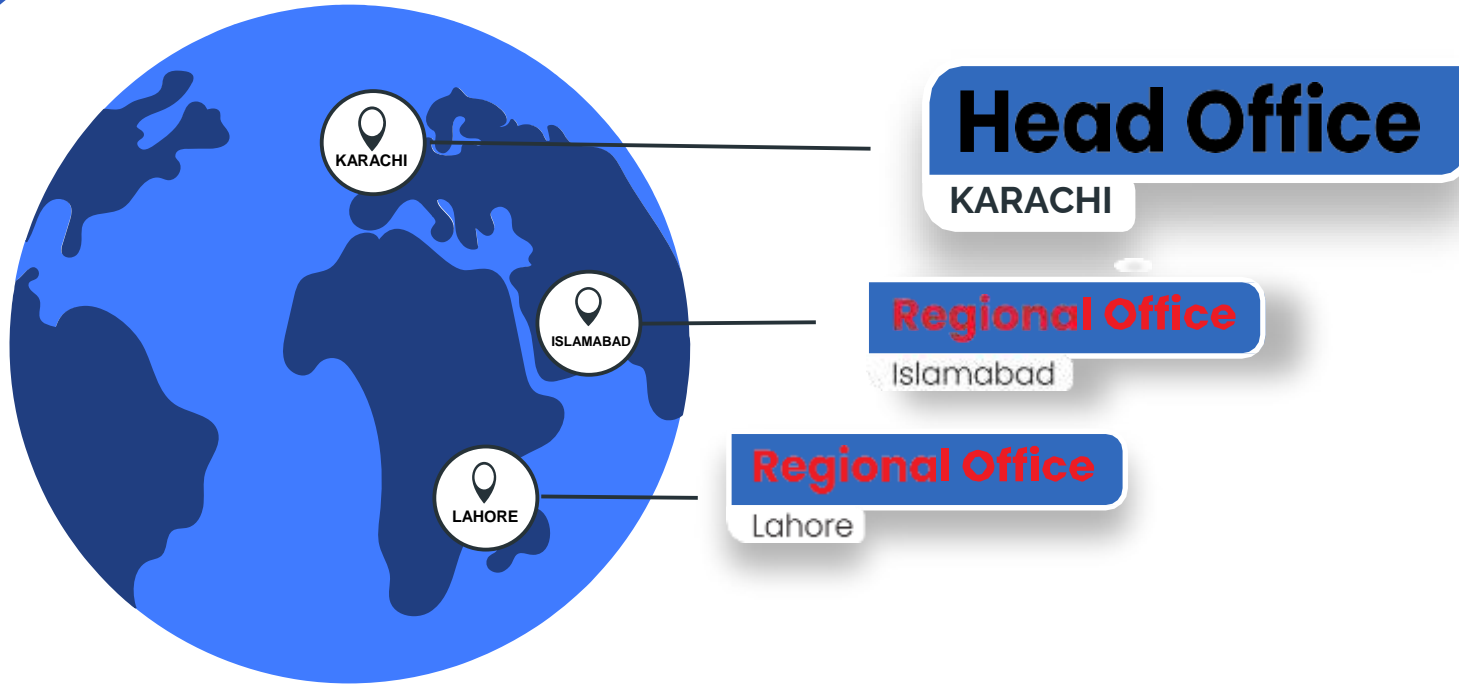 KARACHI
Head Office
KARACHI
ISLAMABAD
Regional Office
Islamabad
LAHORE
Regional Office
Lahore